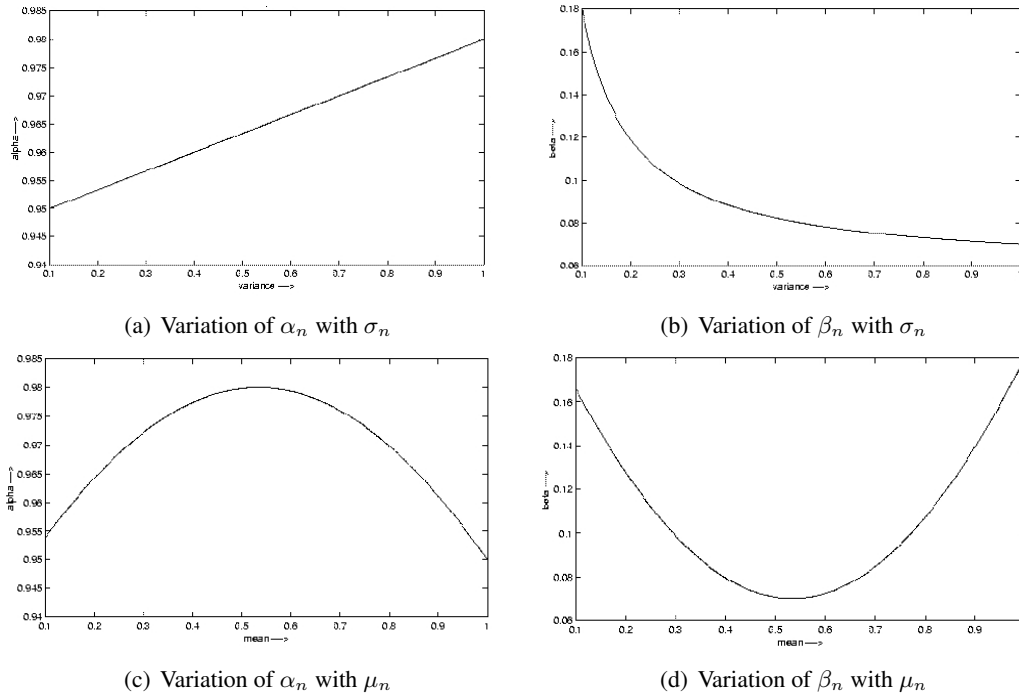 0.985
0.98
0.975
0.97
0.965
0.96
0.955
0.95
0.945
0.94
alpha --->
0.1 0.2 0.3 0.4 0.5 0.6 0.7 0.8 0.9 1
variance --->
(a) Variation of αₙ with σₙ
0.18
0.16
0.14
0.12
0.1
0.08
0.06
beta --->
0.1 0.2 0.3 0.4 0.5 0.6 0.7 0.8 0.9 1
variance --->
(b) Variation of βₙ with σₙ
0.985
0.98
0.975
0.97
0.965
0.96
0.955
0.95
0.945
0.94
alpha --->
0.1 0.2 0.3 0.4 0.5 0.6 0.7 0.8 0.9 1
mean --->
(c) Variation of αₙ with μₙ
0.18
0.16
0.14
0.12
0.1
0.08
0.06
beta --->
0.1 0.2 0.3 0.4 0.5 0.6 0.7 0.8 0.9
mean --->
(d) Variation of βₙ with μₙ